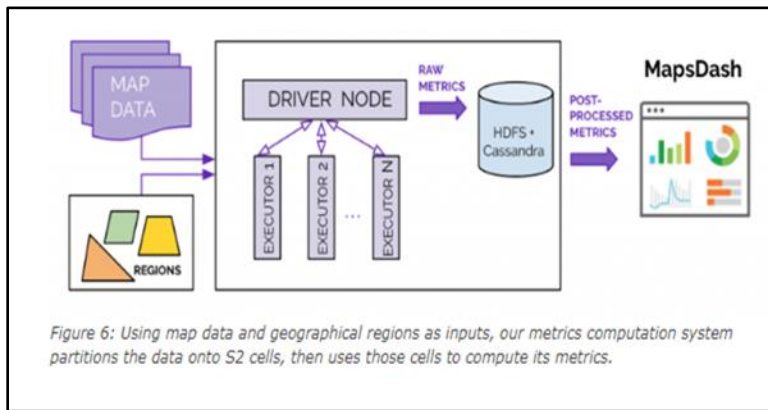 MAP
DATA
REGIONS
DRIVER NODE
EXECUTOR 1
EXECUTOR 2
...
EXECUTOR N
RAW
METRICS
HDFS +
Cassandra
POST-
PROCESSED
METRICS
MapsDash
Figure 6: Using map data and geographical regions as inputs, our metrics computation system
partitions the data onto S2 cells, then uses those cells to compute its metrics.